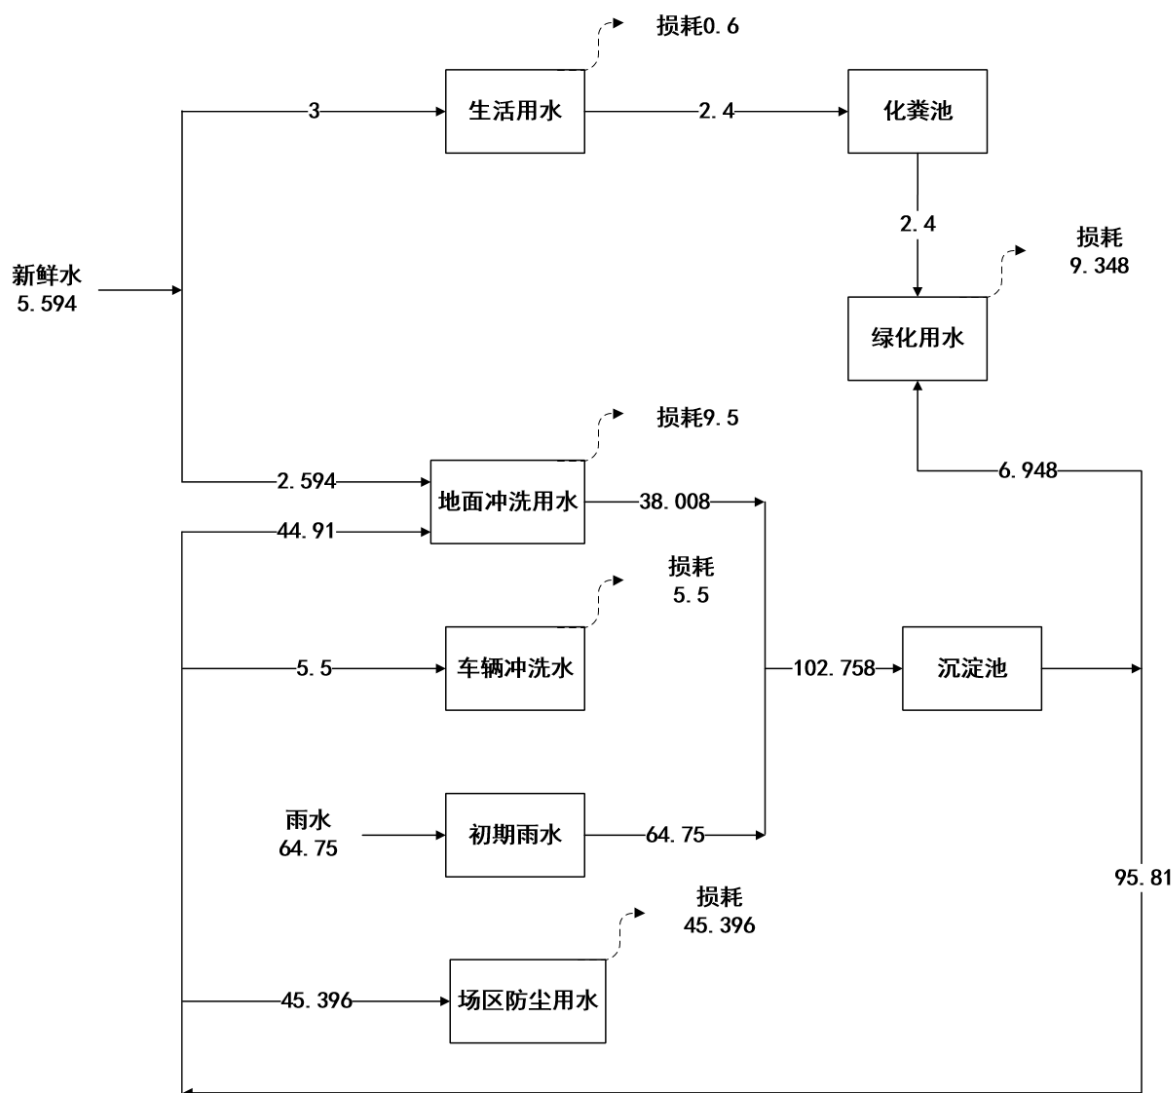 损耗0.6
3
生活用水
2.4
化粪池
2.4
新鲜水
5.594
损耗
9.348
绿化用水
损耗9.5
2.594
地面冲洗用水
38.008
6.948
44.91
损耗
5.5
5.5
车辆冲洗水
102.758
沉淀池
雨水
64.75
初期雨水
64.75
95.81
损耗
45.396
45.396
场区防尘用水